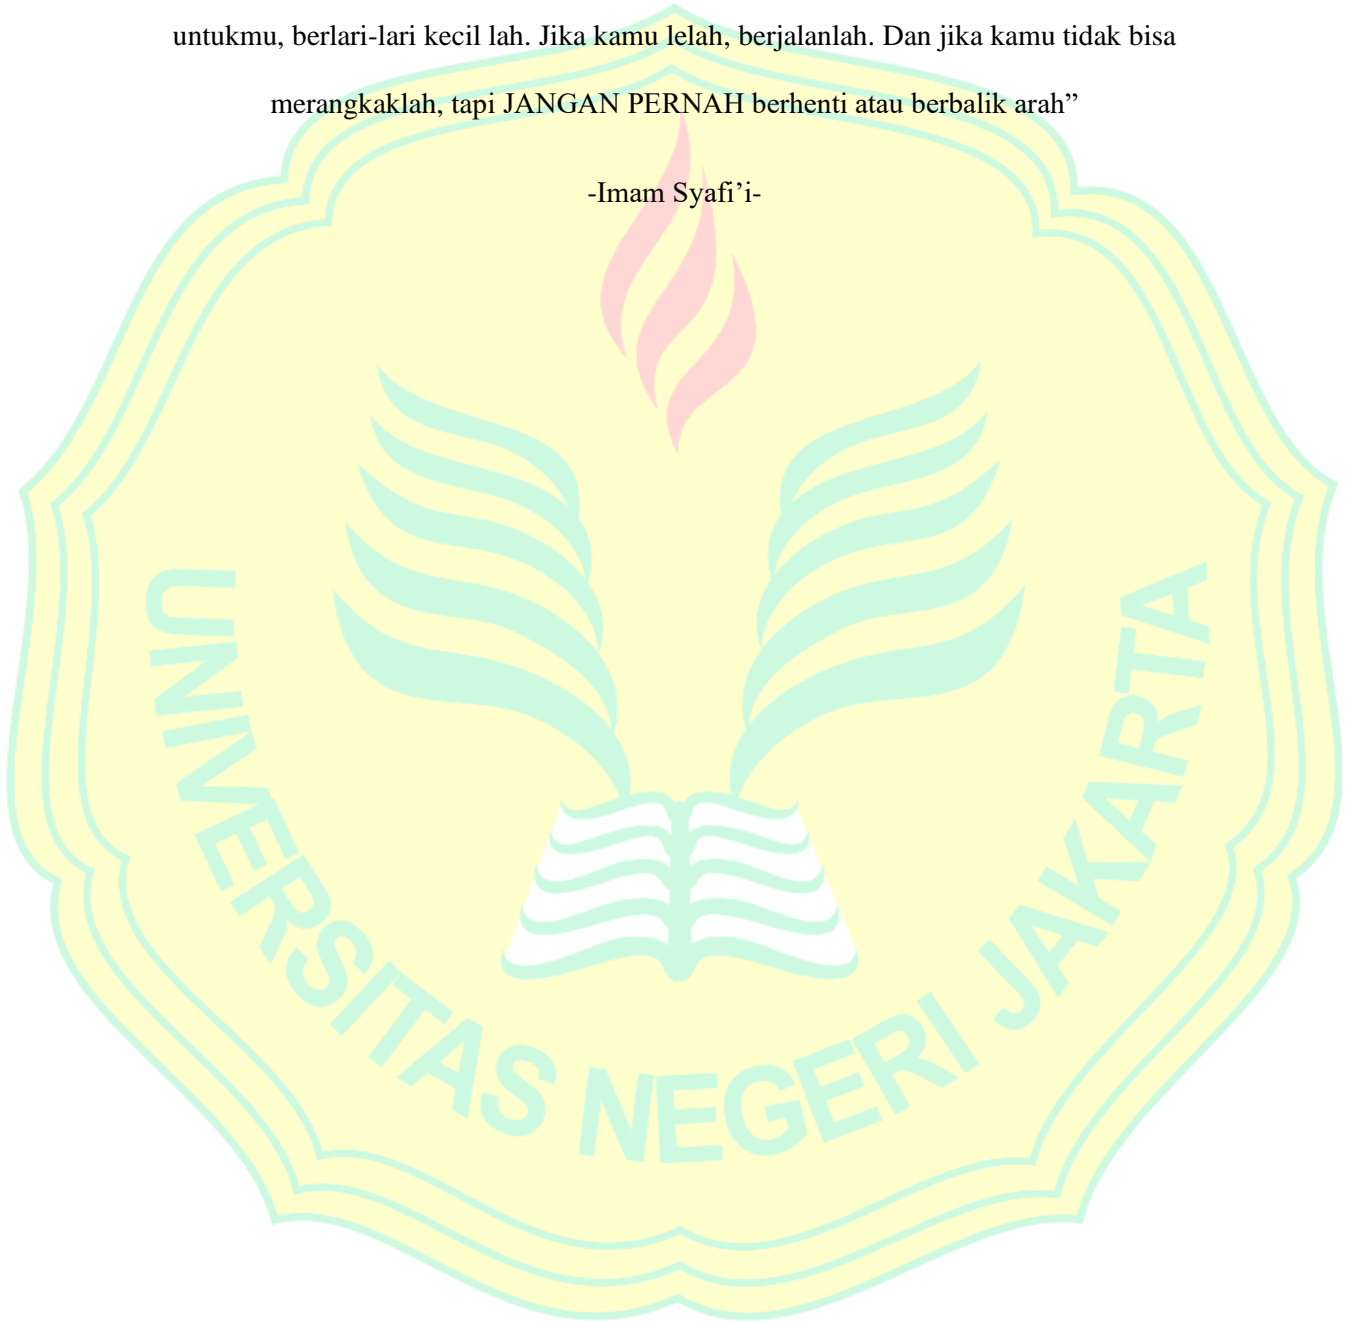 untukmu, berlari-lari kecil lah. Jika kamu lelah, berjalanlah. Dan jika kamu tidak bisa
merangkaklah, tapi JANGAN PERNAH berhenti atau berbalik arah”
-Imam Syafi’i-
UNIVERSITAS NEGERI JAKARTA